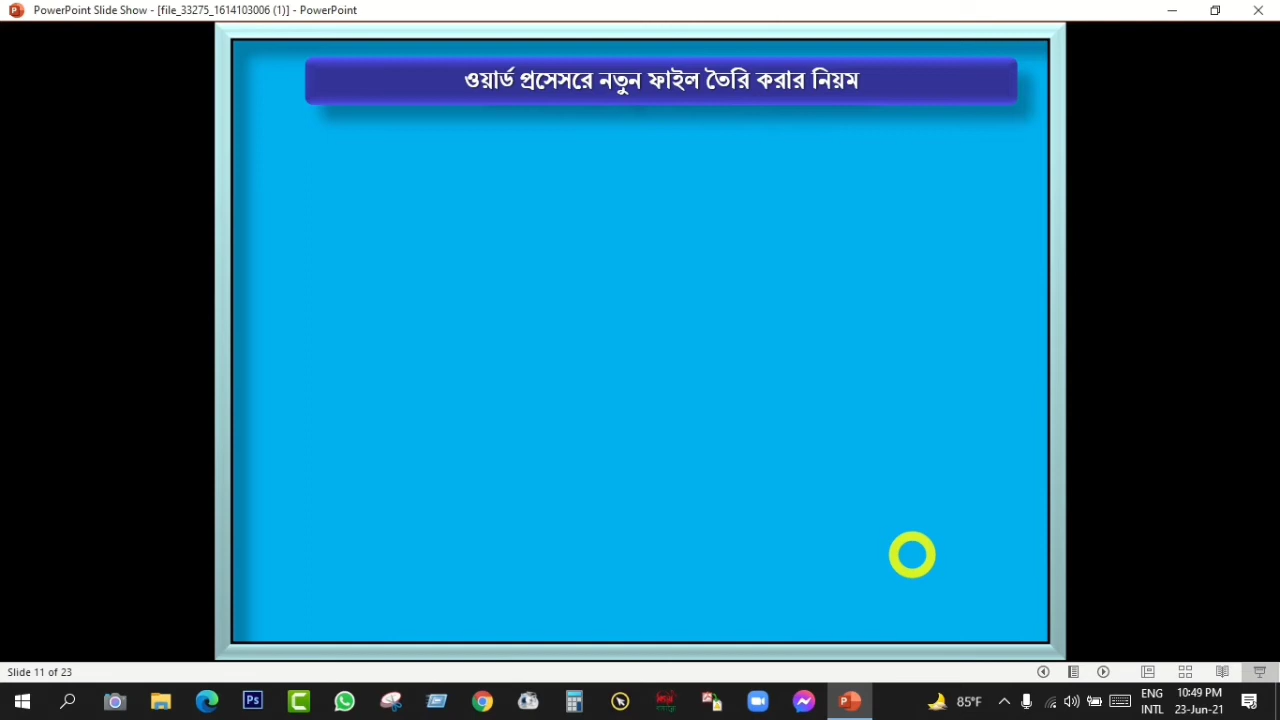 PowerPoint Slide Show - [file_33275_1614103006 (1)] - PowerPoint
ওয়ার্ড প্রসেসরে নতুন ফাইল তৈরি করার নিয়ম
Slide 11 of 23
Ps
85°F
ENG
INTL
10:49 PM
23-Jun-21